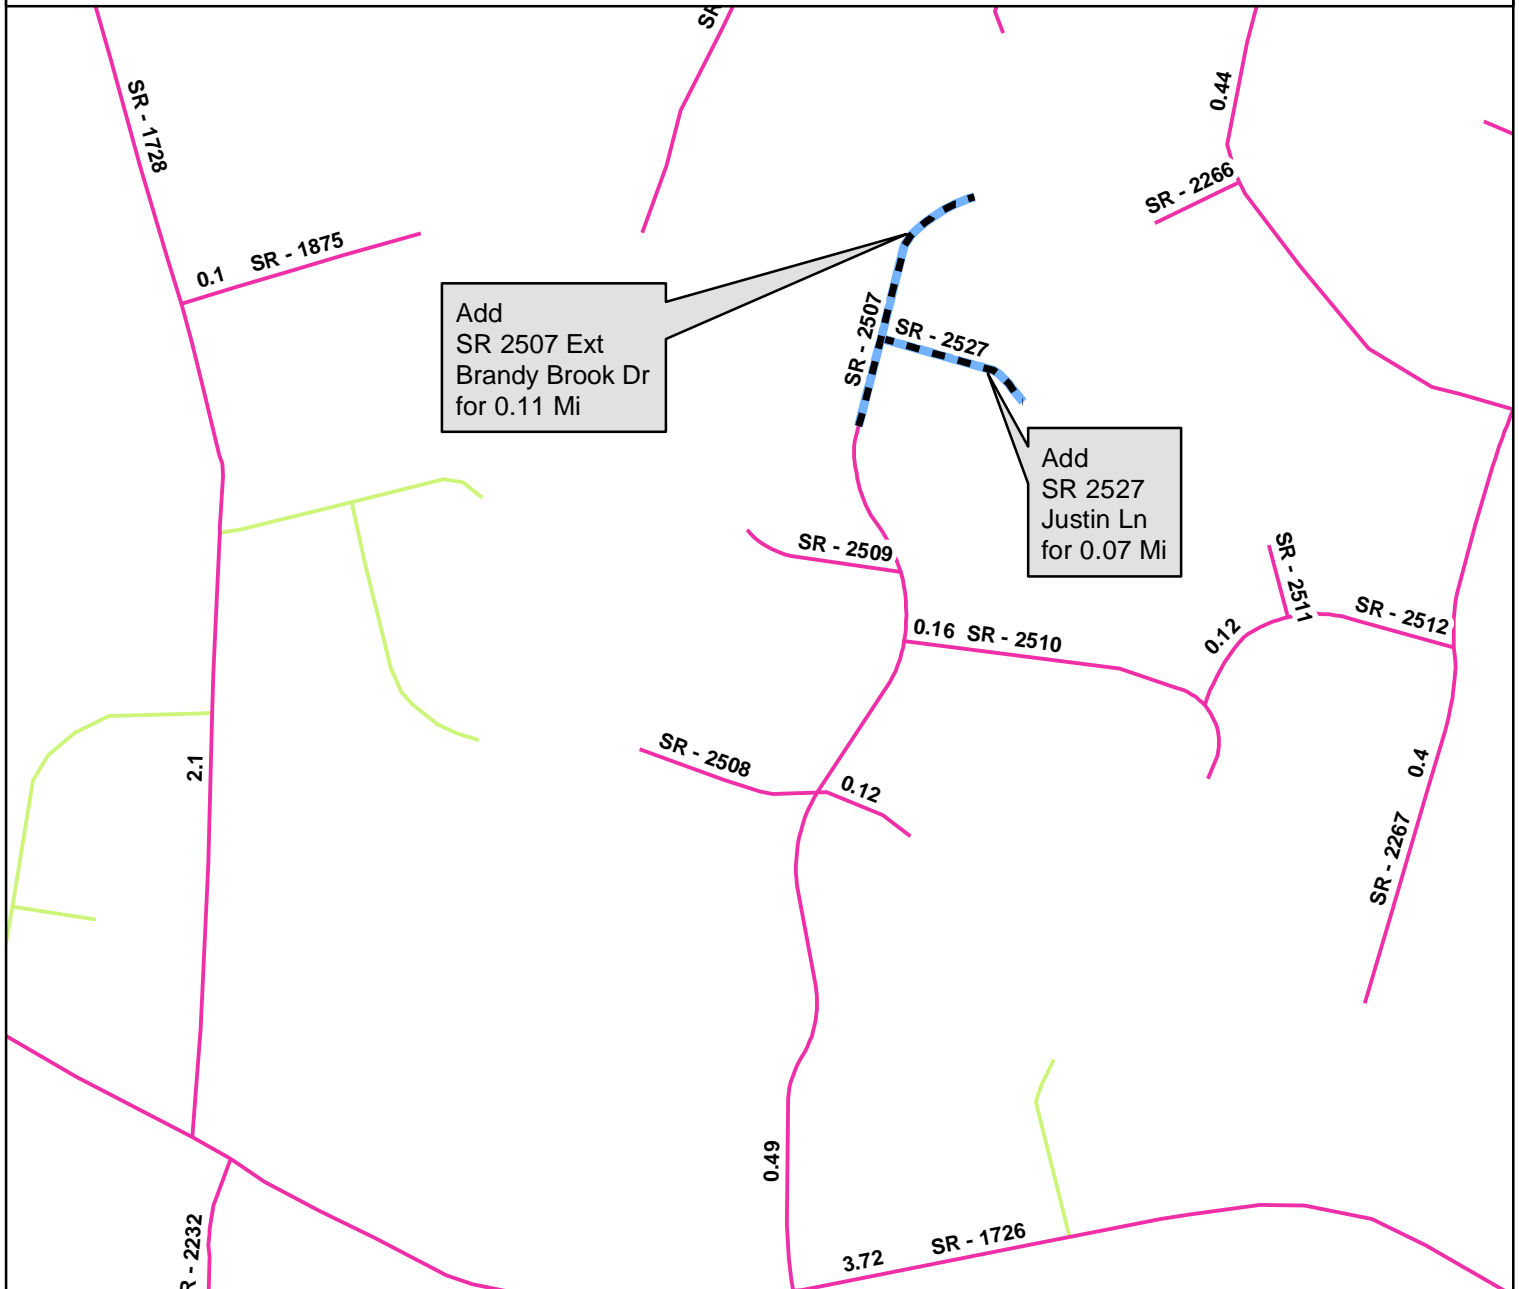 SR
0.44
SR - 1728
SR - 2266
0.1 SR - 1875
Add
SR 2507 Ext
Brandy Brook Dr
for 0.11 Mi
SR - 2507
SR - 2527
Add
SR 2527
Justin Ln
for 0.07 Mi
SR - 2509
SR - 2511
SR - 2512
0.16 SR - 2510
0.12
2.1
SR - 2508
0.12
0.4
SR - 2267
0.49
R - 2232
3.72 SR - 1726